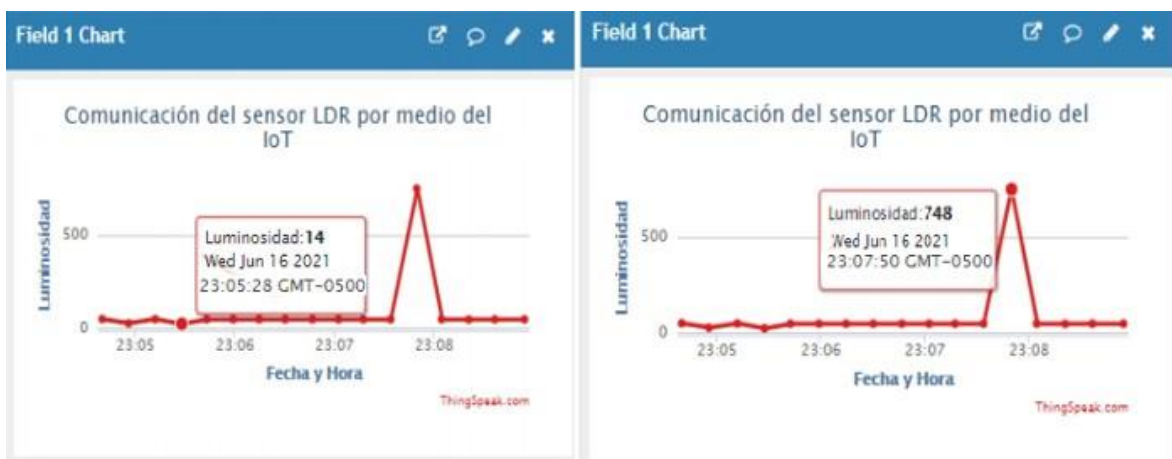 Field 1 Chart
Comunicación del sensor LDR por medio del
IoT
Luminosidad
500
0
Luminosidad:14
Wed Jun 16 2021
23:05:28 GMT-0500
23:05 23:06 23:07 23:08
Fecha y Hora
ThingSpeak.com
Field 1 Chart
Comunicación del sensor LDR por medio del
IoT
Luminosidad
500
0
Luminosidad:748
Wed Jun 16 2021
23:07:50 GMT-0500
23:05 23:06 23:07 23:08
Fecha y Hora
ThingSpeak.com